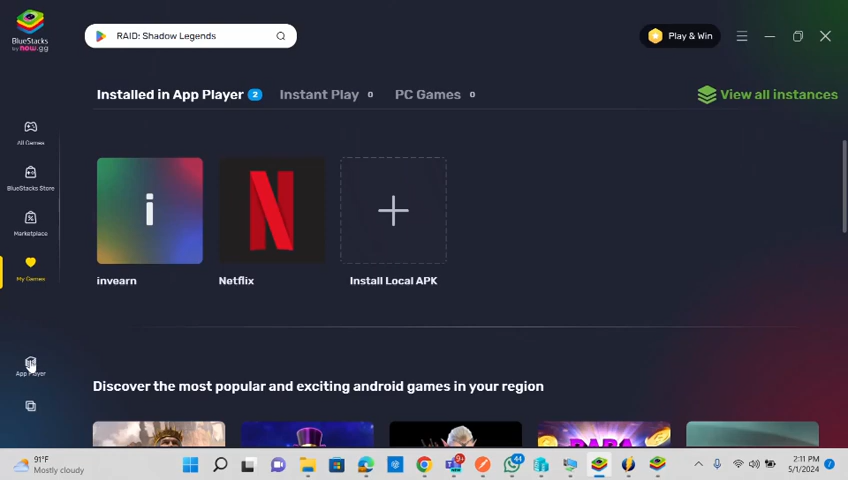 BlueStacks
by now.gg
RAID: Shadow Legends
Play & Win
Installed in App Player 2
Instant Play 0
PC Games 0
View all instances
All Games
BlueStacks Store
Marketplace
My Games
i
N
invearn
Netflix
Install Local APK
App Player
Discover the most popular and exciting android games in your region
91°F
Mostly cloudy
9+
44
2:11 PM
5/1/2024